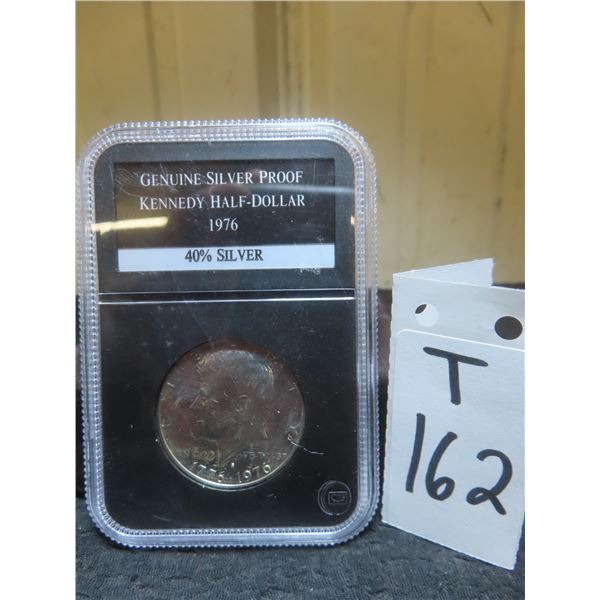 GENUINE SILVER PROOF
KENNEDY HALF-DOLLAR
1976
40% SILVER
1776·1976
T
162